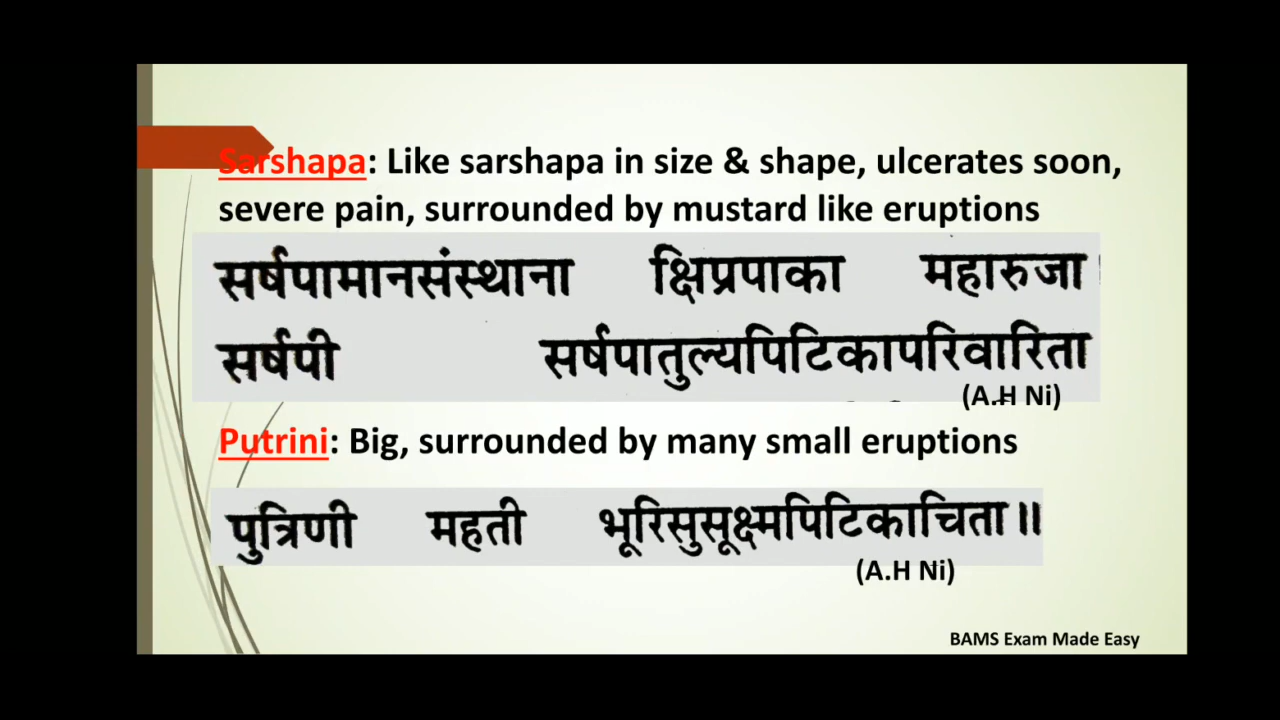 Sarshapa: Like sarshapa in size & shape, ulcerates soon,
severe pain, surrounded by mustard like eruptions
सर्षपामानसंस्थाना क्षिप्रपाका महारुजा
सर्षपी सर्षपातुल्यपिटिकापरिवारिता
(A.H Ni)
Putrini: Big, surrounded by many small eruptions
पुत्रिणी महती भूरिसुसूक्ष्मपिटिकाचिता॥
(A.H Ni)
BAMS Exam Made Easy